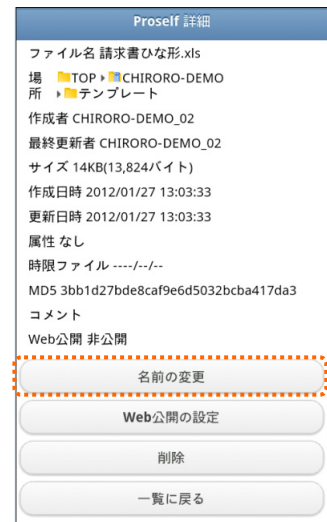 Proself 詳細
ファイル名 請求書ひな形.xls
場所 TOP CHIRORO-DEMO
テンプレート
作成者 CHIRORO-DEMO_02
最終更新者 CHIRORO-DEMO_02
サイズ 14KB(13,824バイト)
作成日時 2012/01/27 13:03:33
更新日時 2012/01/27 13:03:33
属性 なし
時限ファイル ----/--/--
MD5 3bb1d27bde8caf9e6d5032bcba417da3
コメント
Web公開 非公開
名前の変更
Web公開の設定
削除
一覧に戻る